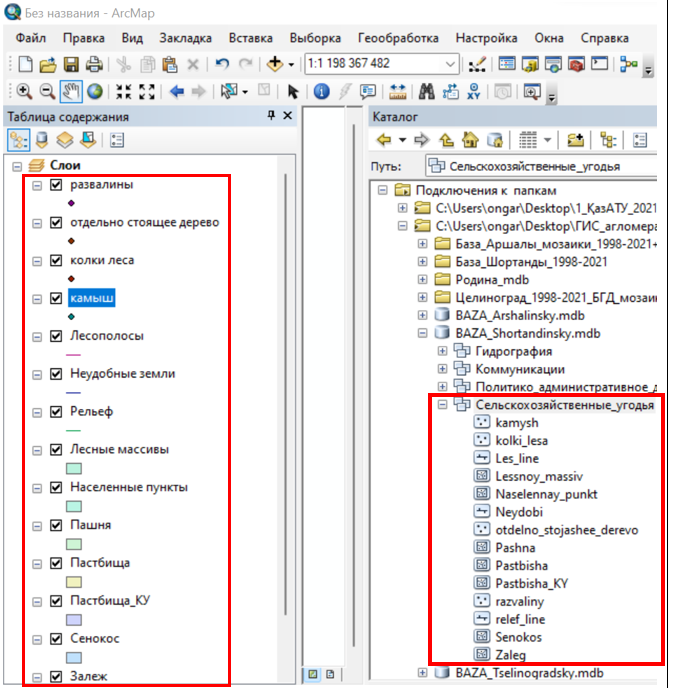 Без названия - ArcMap
Файл Правка Вид Закладка Вставка Выборка Геообработка Настройка Окна Справка
1:1 198 367 482
Таблица содержания
Слои
развалины
отдельно стоящее дерево
колки леса
камыш
Лесополосы
Неудобные земли
Рельеф
Лесные массивы
Населенные пункты
Пашня
Пастбища
Пастбища_КУ
Сенокос
Залеж
Каталог
Путь: Сельскохозяйственные_угодья
Подключения к папкам
C:\Users\ongar\Desktop\1_ҚазАТУ_2021
C:\Users\ongar\Desktop\ГИС_агломера
База_Аршалы_мозаики_1998-2021+
База_Шортанды_1998-2021
Родина_mdb
Целиноград_1998-2021_БГД_мозаик
BAZA_Arshalinsky.mdb
BAZA_Shortandinsky.mdb
Гидрография
Коммуникации
Политико_административное_д
Сельскохозяйственные_угодья
kamysh
kolki_lesa
Les_line
Lessnoy_massiv
Naselennay_punkt
Neydobi
otdelno_stojashee_derevo
Pashna
Pastbisha
Pastbisha_KY
razvaliny
relef_line
Senokos
Zaleg
BAZA_Tselinogradsky.mdb